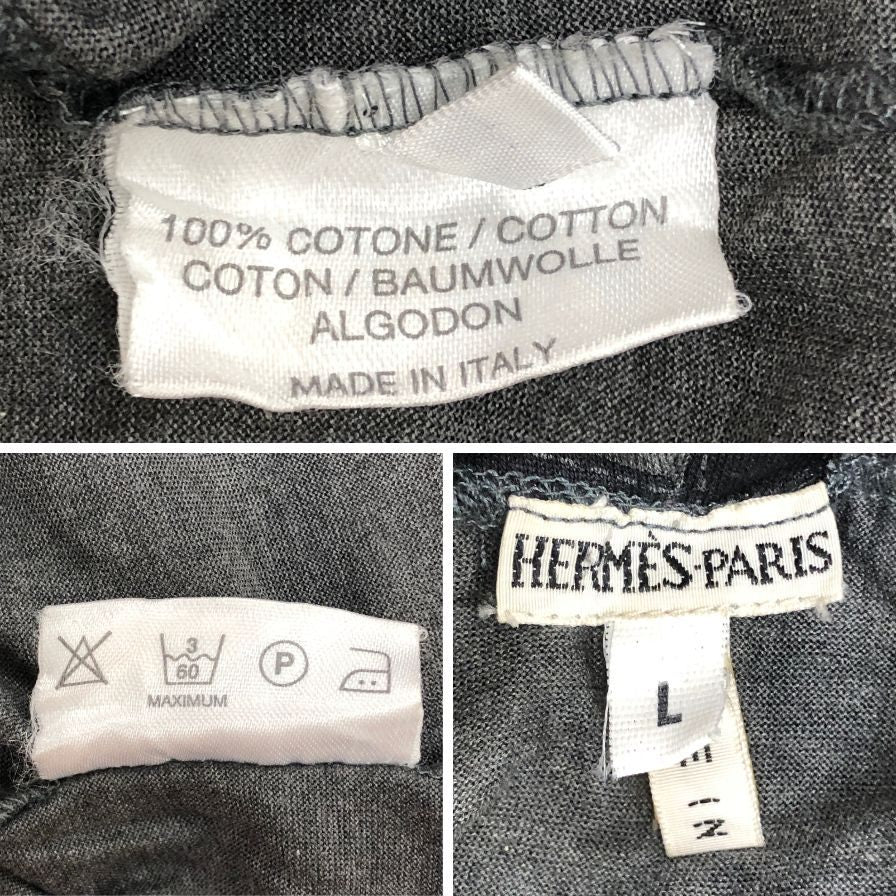 100% COTONE / COTTON
COTON / BAUMWOLLE
ALGODON
MADE IN ITALY
3
60
MAXIMUM
P
HERMÈS-PARIS
L